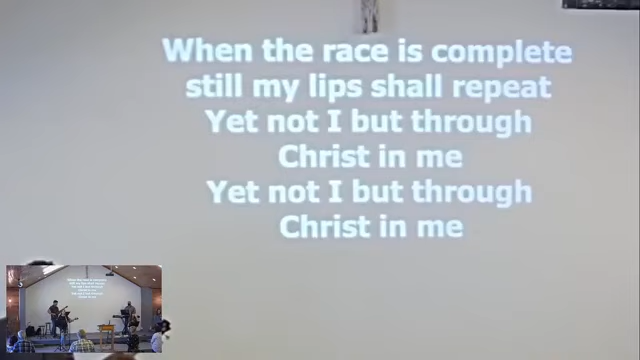 When the race is complete
still my lips shall repeat
Yet not I but through
Christ in me
Yet not I but through
Christ in me